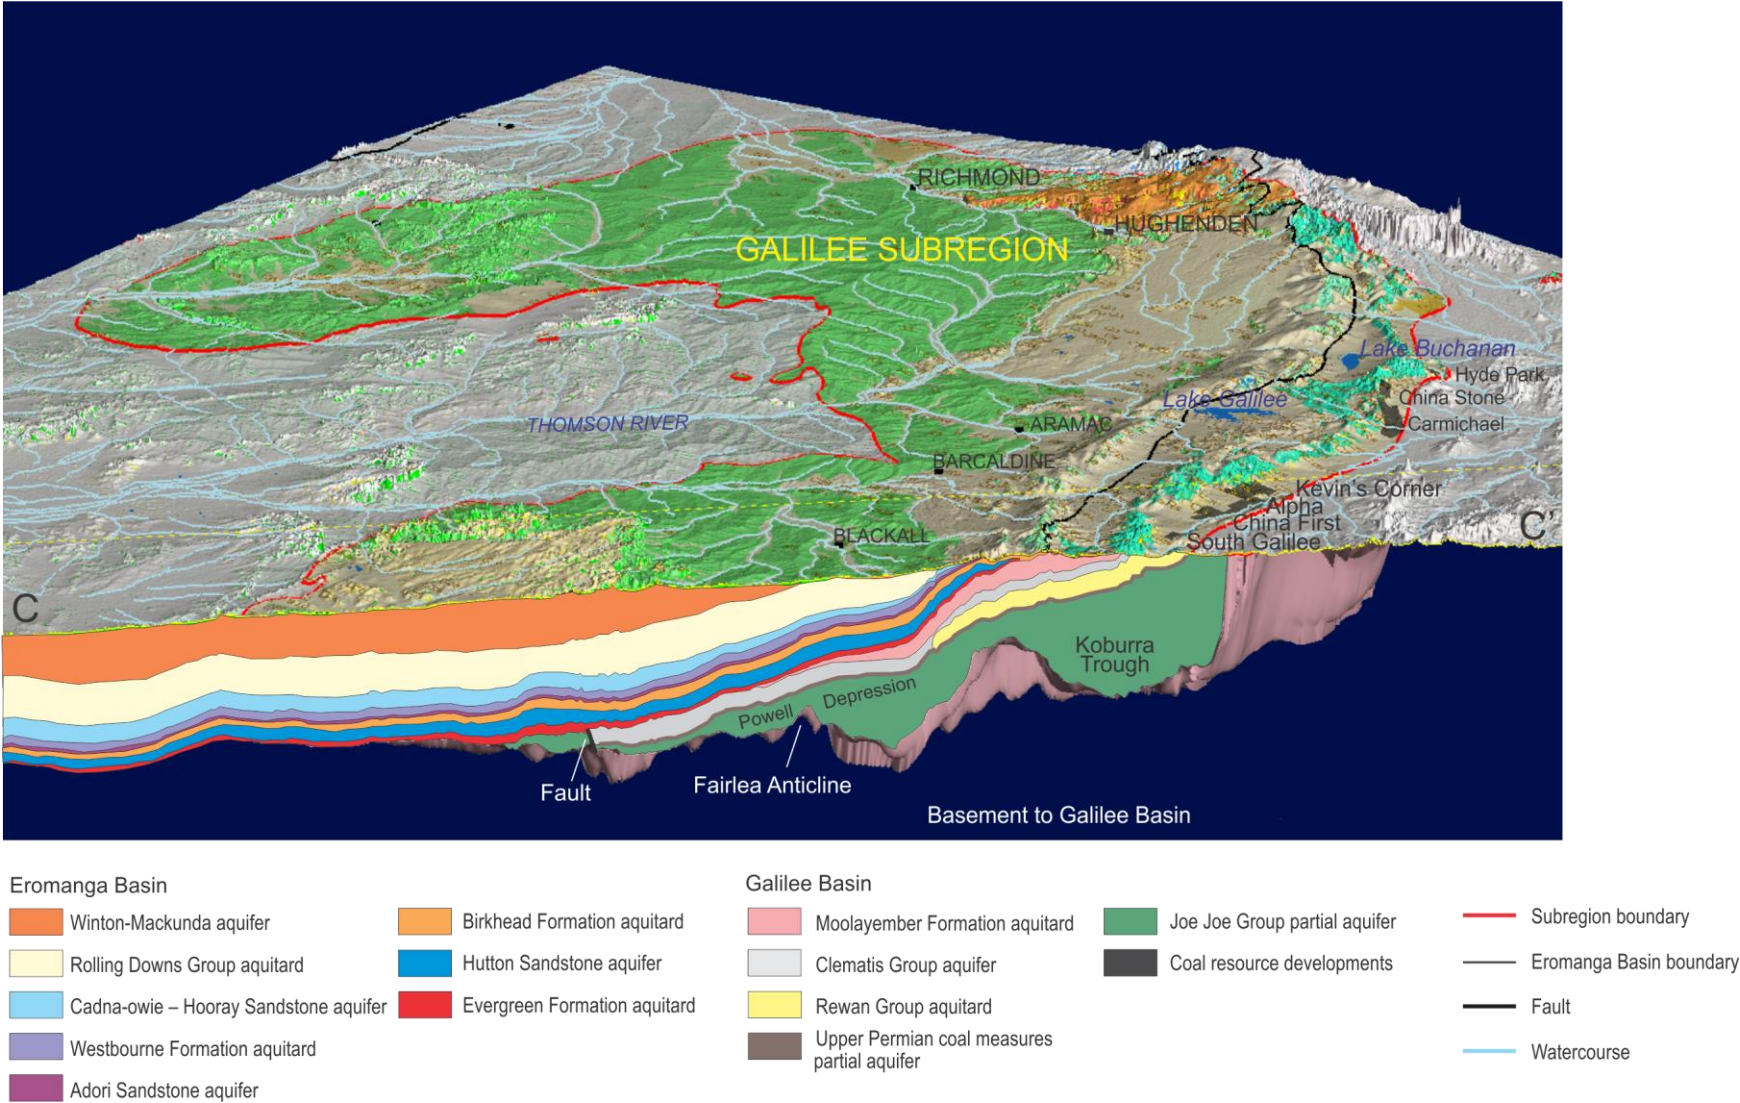 RICHMOND
HUGHENDEN
GALILEE SUBREGION
Lake Buchanan
Hyde Park
China Stone
Lake Galilee
Carmichael
THOMSON RIVER
ARAMAC
BARCALDINE
Kevin's Corner
Alpha
China First
South Galilee
C'
BLACKALL
C
Koburra
Trough
Powell
Depression
Fault
Fairlea Anticline
Basement to Galilee Basin
Eromanga Basin
Winton-Mackunda aquifer
Rolling Downs Group aquitard
Cadna-owie – Hooray Sandstone aquifer
Westbourne Formation aquitard
Adori Sandstone aquifer
Birkhead Formation aquitard
Hutton Sandstone aquifer
Evergreen Formation aquitard
Galilee Basin
Moolayember Formation aquitard
Clematis Group aquifer
Rewan Group aquitard
Upper Permian coal measures
partial aquifer
Joe Joe Group partial aquifer
Coal resource developments
Subregion boundary
Eromanga Basin boundary
Fault
Watercourse